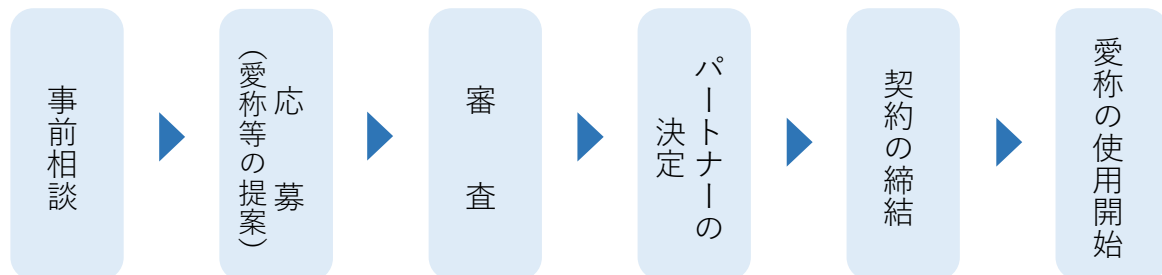 事前相談
応募
(愛称等の提案)
審査
パートナーの
決定
契約の締結
愛称の使用開始